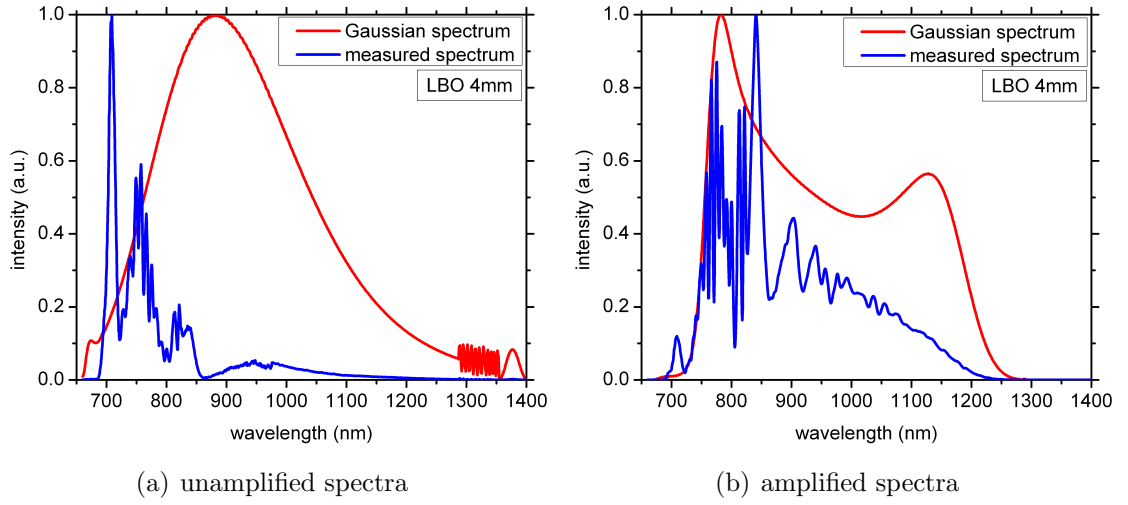 1.0
0.8
0.6
0.4
0.2
0.0
intensity (a.u.)
Gaussian spectrum
measured spectrum
LBO 4mm
700 800 900 1000 1100 1200 1300 1400
wavelength (nm)
(a) unamplified spectra
1.0
0.8
0.6
0.4
0.2
0.0
intensity (a.u.)
Gaussian spectrum
measured spectrum
LBO 4mm
700 800 900 1000 1100 1200 1300 1400
wavelength (nm)
(b) amplified spectra